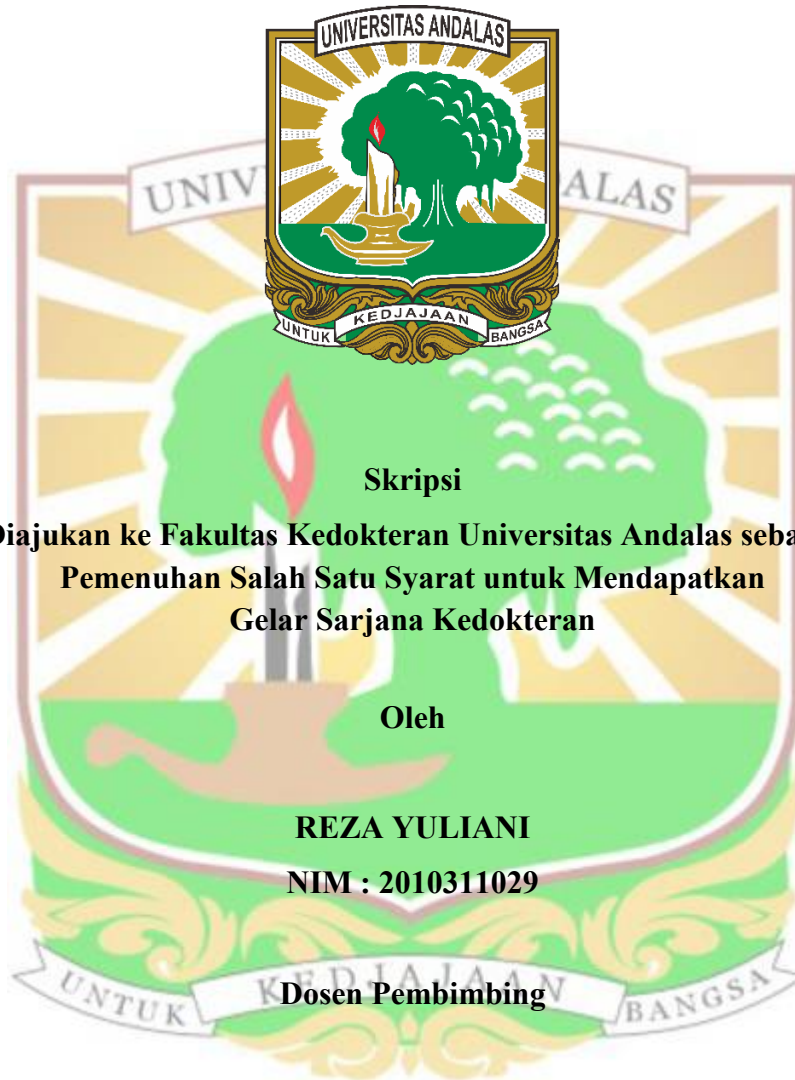 UNIVERSITAS ANDALAS
UNTUK KEDJAJAAN BANGSA
UNIV ALAS
Skripsi
Diajukan ke Fakultas Kedokteran Universitas Andalas seba
Pemenuhan Salah Satu Syarat untuk Mendapatkan
Gelar Sarjana Kedokteran
Oleh
REZA YULIANI
NIM : 2010311029
Dosen Pembimbing
UNTUK KEDJAJAAN BANGSA